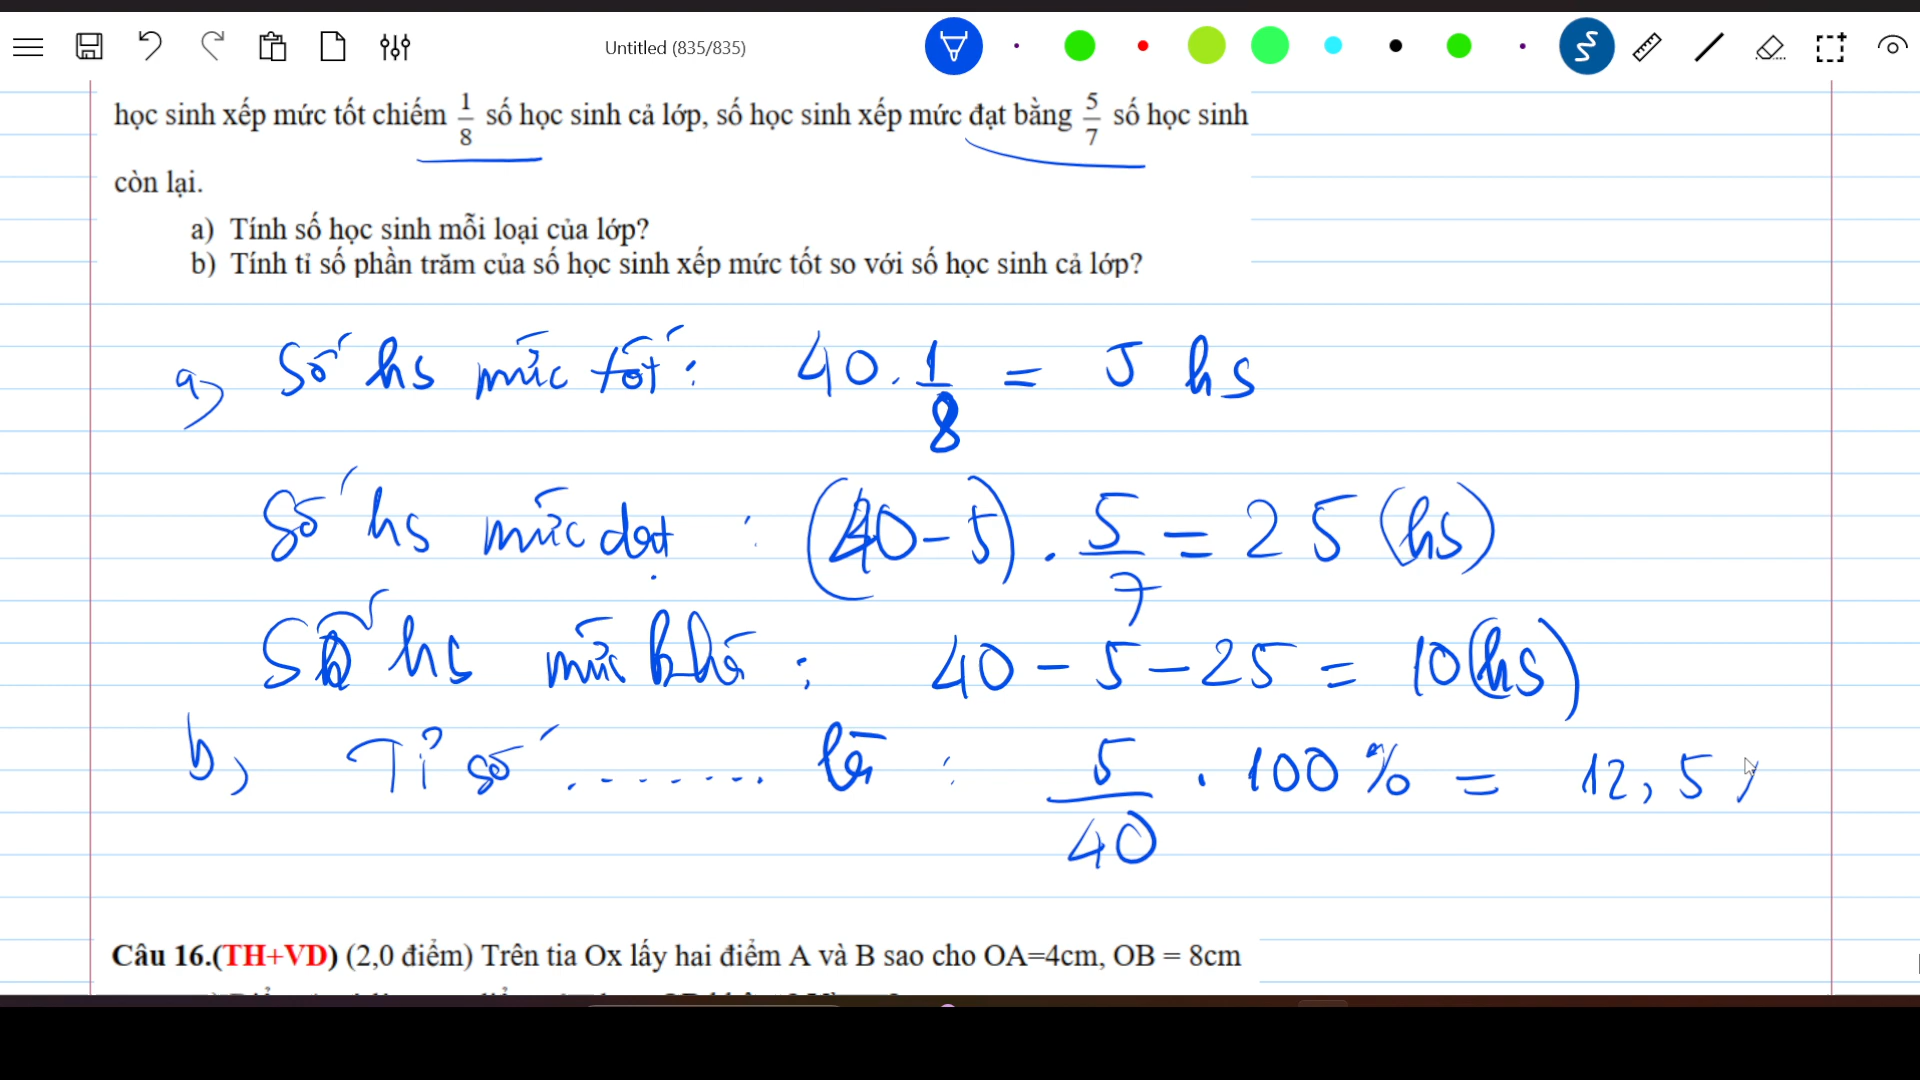 Untitled (835/835)
học sinh xếp mức tốt chiếm 1/8 số học sinh cả lớp, số học sinh xếp mức đạt bằng 5/7 số học sinh
còn lại.
a) Tính số học sinh mỗi loại của lớp?
b) Tính tỉ số phần trăm của số học sinh xếp mức tốt so với số học sinh cả lớp?
a) Số hs mức tốt : 40 . 1/8 = 5 hs
Số hs mức đạt : (40 - 5) . 5/7 = 25 (hs)
Số hs mức khá : 40 - 5 - 25 = 10 (hs)
b) Tỉ số ........ là : 5/40 . 100 % = 12,5
Câu 16.(TH+VD) (2,0 điểm) Trên tia Ox lấy hai điểm A và B sao cho OA=4cm, OB = 8cm